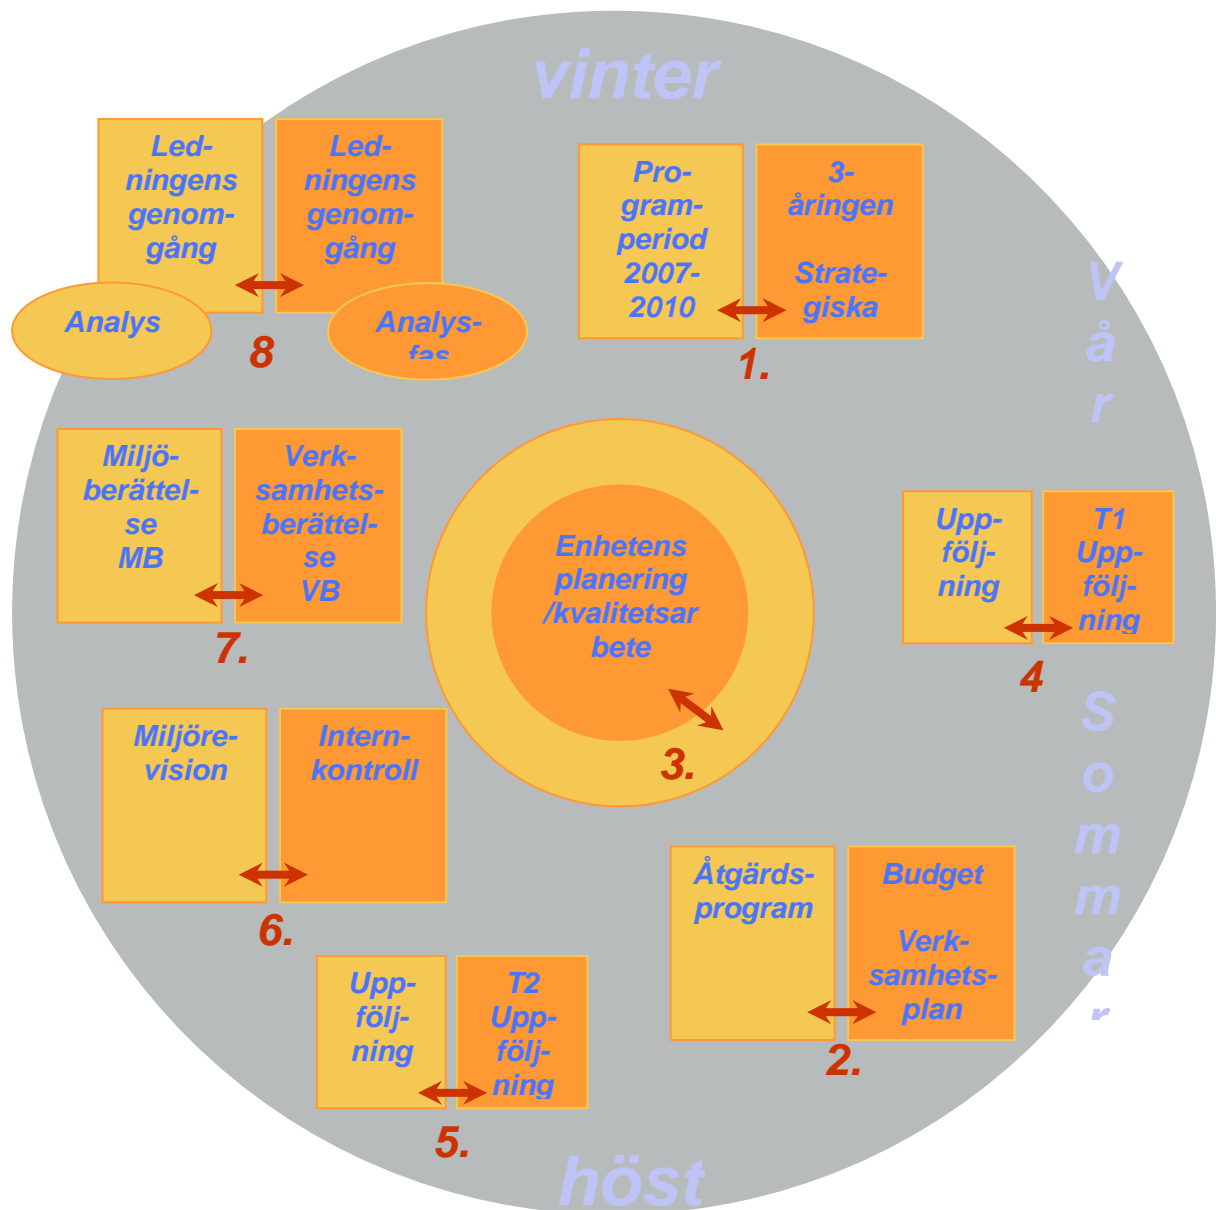 vinter
Led-
ningens
genom-
gång
Led-
ningens
genom-
gång
Analys
Analys-
fas
8
Pro-
gram-
period
2007-
2010
3-
åringen
Strate-
giska
1.
V
å
r
Miljö-
berättel-
se
MB
Verk-
samhets-
berättel-
se
VB
7.
Enhetens
planering
/kvalitetsar
bete
3.
Upp-
följ-
ning
T1
Upp-
följ-
ning
4
S
o
m
m
a
r
Miljöre-
vision
Intern-
kontroll
6.
Åtgärds-
program
Budget
Verk-
samhets-
plan
2.
Upp-
följ-
ning
T2
Upp-
följ-
ning
5.
höst